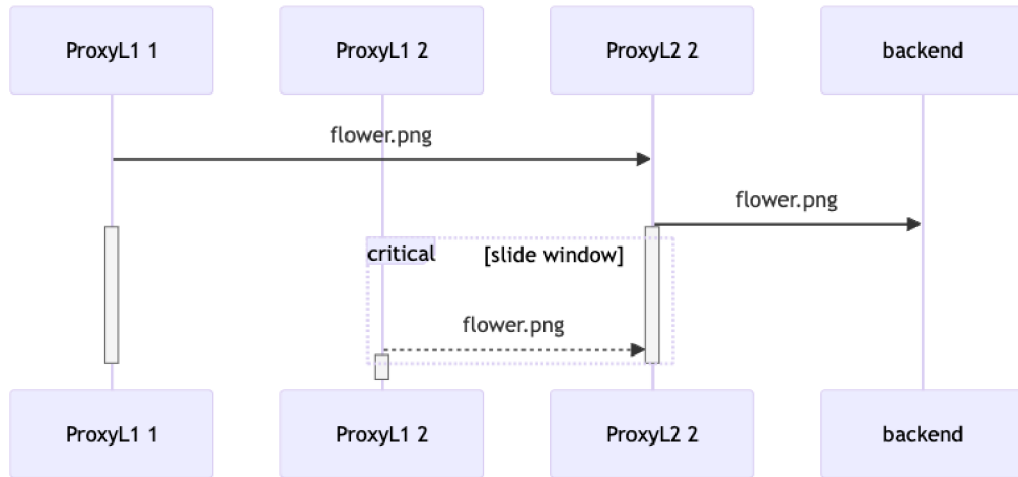 ProxyL1 1
ProxyL1 2
ProxyL2 2
backend
flower.png
flower.png
critical
[slide window]
flower.png
ProxyL1 1
ProxyL1 2
ProxyL2 2
backend